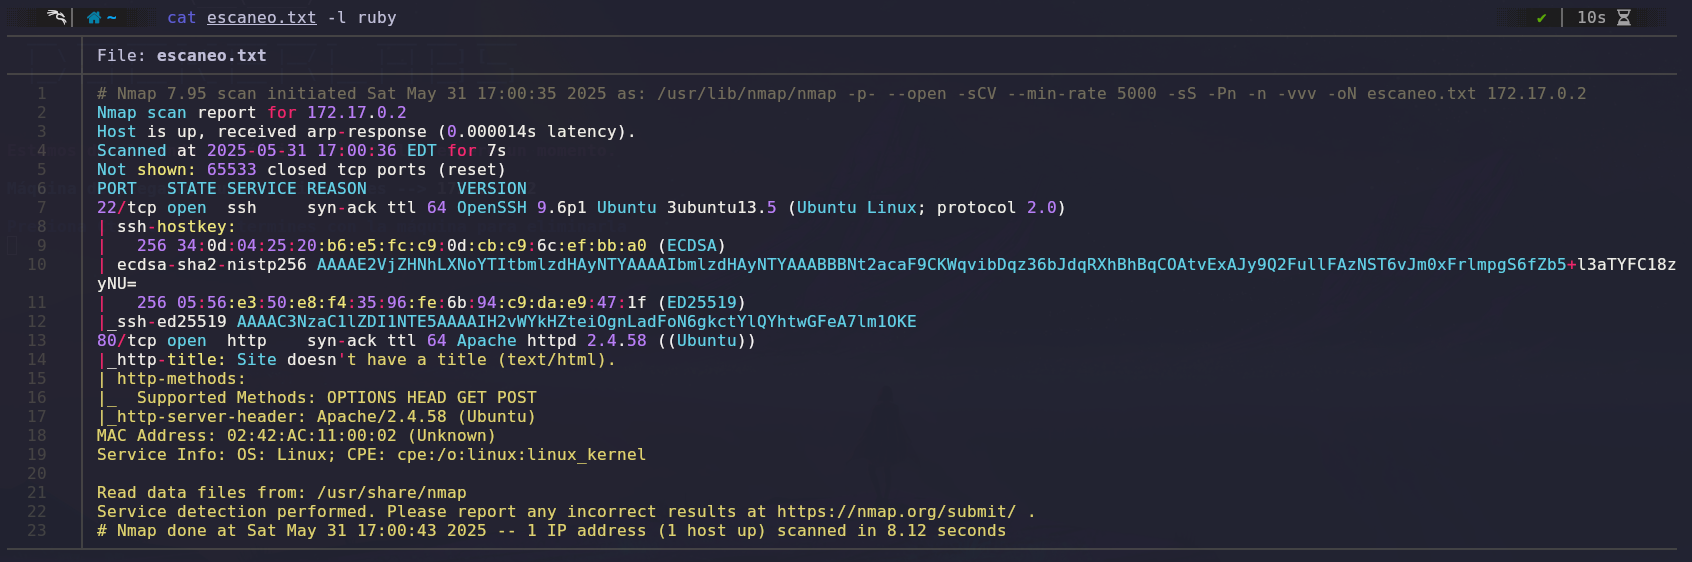 ~ cat escaneo.txt -l ruby ✔ 10s
File: escaneo.txt
1 # Nmap 7.95 scan initiated Sat May 31 17:00:35 2025 as: /usr/lib/nmap/nmap -p- --open -sCV --min-rate 5000 -sS -Pn -n -vvv -oN escaneo.txt 172.17.0.2
2 Nmap scan report for 172.17.0.2
3 Host is up, received arp-response (0.000014s latency).
4 Scanned at 2025-05-31 17:00:36 EDT for 7s
5 Not shown: 65533 closed tcp ports (reset)
6 PORT   STATE SERVICE REASON         VERSION
7 22/tcp open  ssh     syn-ack ttl 64 OpenSSH 9.6p1 Ubuntu 3ubuntu13.5 (Ubuntu Linux; protocol 2.0)
8 | ssh-hostkey:
9 |   256 34:0d:04:25:20:b6:e5:fc:c9:0d:cb:c9:6c:ef:bb:a0 (ECDSA)
10 | ecdsa-sha2-nistp256 AAAAE2VjZHNhLXNoYTItbmlzdHAyNTYAAAAIbmlzdHAyNTYAAABBBNt2acaF9CKWqvibDqz36bJdqRXhBhBqCOAtvExAJy9Q2FullFAzNST6vJm0xFrlmpgS6fZb5+l3aTYFC18z
yNU=
11 |   256 05:56:e3:50:e8:f4:35:96:fe:6b:94:c9:da:e9:47:1f (ED25519)
12 |_ssh-ed25519 AAAAC3NzaC1lZDI1NTE5AAAAIH2vWYkHZteiOgnLadFoN6gkctYlQYhtwGFeA7lm1OKE
13 80/tcp open  http    syn-ack ttl 64 Apache httpd 2.4.58 ((Ubuntu))
14 |_http-title: Site doesn't have a title (text/html).
15 | http-methods:
16 |_  Supported Methods: OPTIONS HEAD GET POST
17 |_http-server-header: Apache/2.4.58 (Ubuntu)
18 MAC Address: 02:42:AC:11:00:02 (Unknown)
19 Service Info: OS: Linux; CPE: cpe:/o:linux:linux_kernel
20
21 Read data files from: /usr/share/nmap
22 Service detection performed. Please report any incorrect results at https://nmap.org/submit/ .
23 # Nmap done at Sat May 31 17:00:43 2025 -- 1 IP address (1 host up) scanned in 8.12 seconds